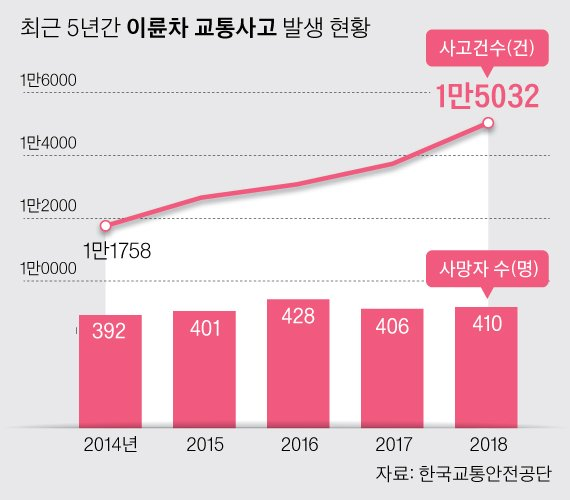 최근 5년간 이륜차 교통사고 발생 현황
사고건수(건)
1만6000
1만5032
1만4000
1만2000
1만1758
1만0000
사망자 수(명)
392
401
428
406
410
2014년
2015
2016
2017
2018
자료: 한국교통안전공단